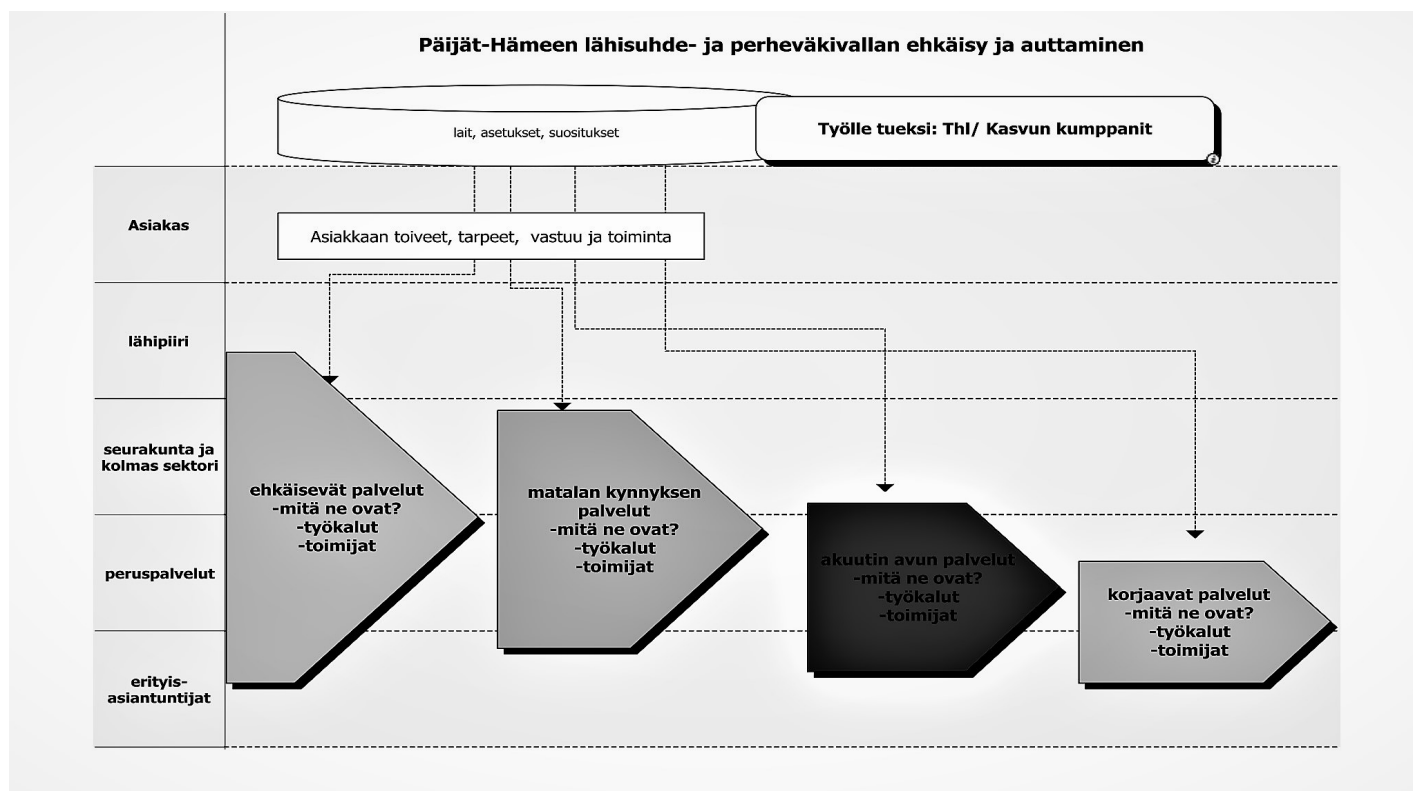 Päijät-Hämeen lähisuhde- ja perheväkivallan ehkäisy ja auttaminen
lait, asetukset, suositukset
Työlle tueksi: Thl/ Kasvun kumppanit
Asiakas
Asiakkaan toiveet, tarpeet, vastuu ja toiminta
lähipiiri
seurakunta ja
kolmas sektori
peruspalvelut
erityis-
asiantuntijat
ehkäisevät palvelut
-mitä ne ovat?
-työkalut
-toimijat
matalan kynnyksen
palvelut
-mitä ne ovat?
-työkalut
-toimijat
akuutin avun palvelut
-mitä ne ovat?
-työkalut
-toimijat
korjaavat palvelut
-mitä ne ovat?
-työkalut
-toimijat